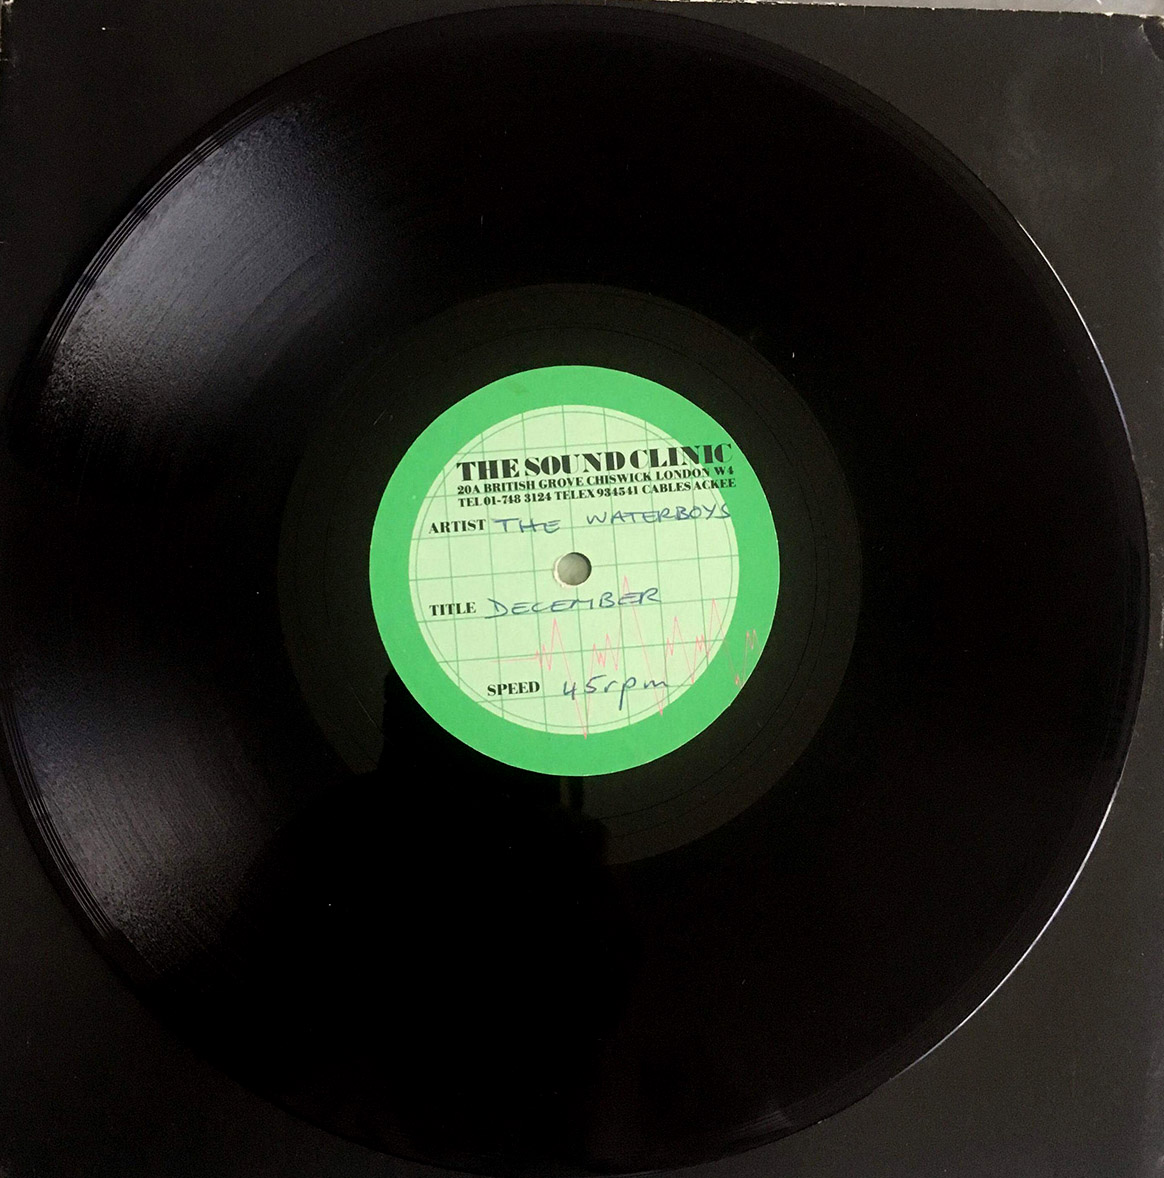 THE SOUND CLINIC
20A BRITISH GROVE CHISWICK LONDON W4
TEL 01-748 3124 TELEX 934541 CABLES ACKEE
ARTIST THE WATERBOYS
TITLE DECEMBER
SPEED 45rpm